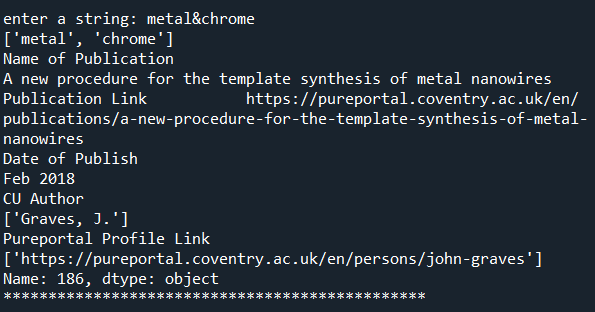 enter a string: metal&chrome
['metal', 'chrome']
Name of Publication
A new procedure for the template synthesis of metal nanowires
Publication Link          https://pureportal.coventry.ac.uk/en/
publications/a-new-procedure-for-the-template-synthesis-of-metal-
nanowires
Date of Publish
Feb 2018
CU Author
['Graves, J.']
Pureportal Profile Link
['https://pureportal.coventry.ac.uk/en/persons/john-graves']
Name: 186, dtype: object
***********************************************